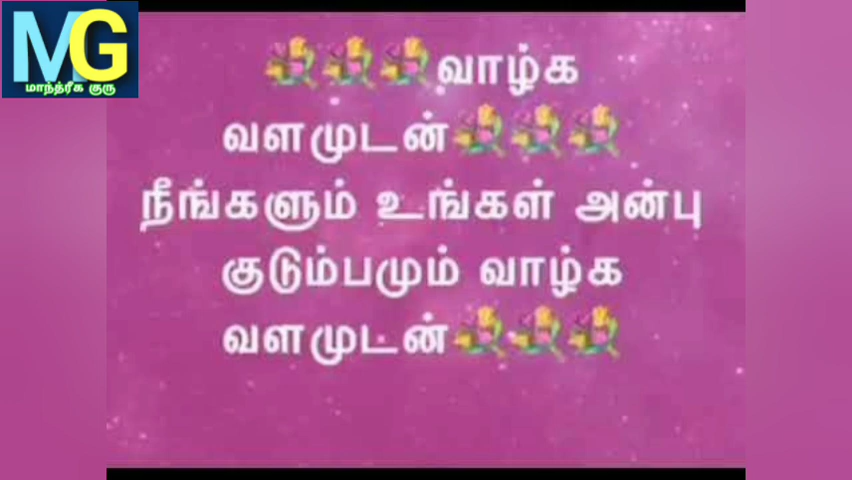 MG
மாந்த்ரீக குரு
💐💐💐வாழ்க
வளமுடன்💐💐💐
நீங்களும் உங்கள் அன்பு
குடும்பமும் வாழ்க
வளமுடன்💐💐💐